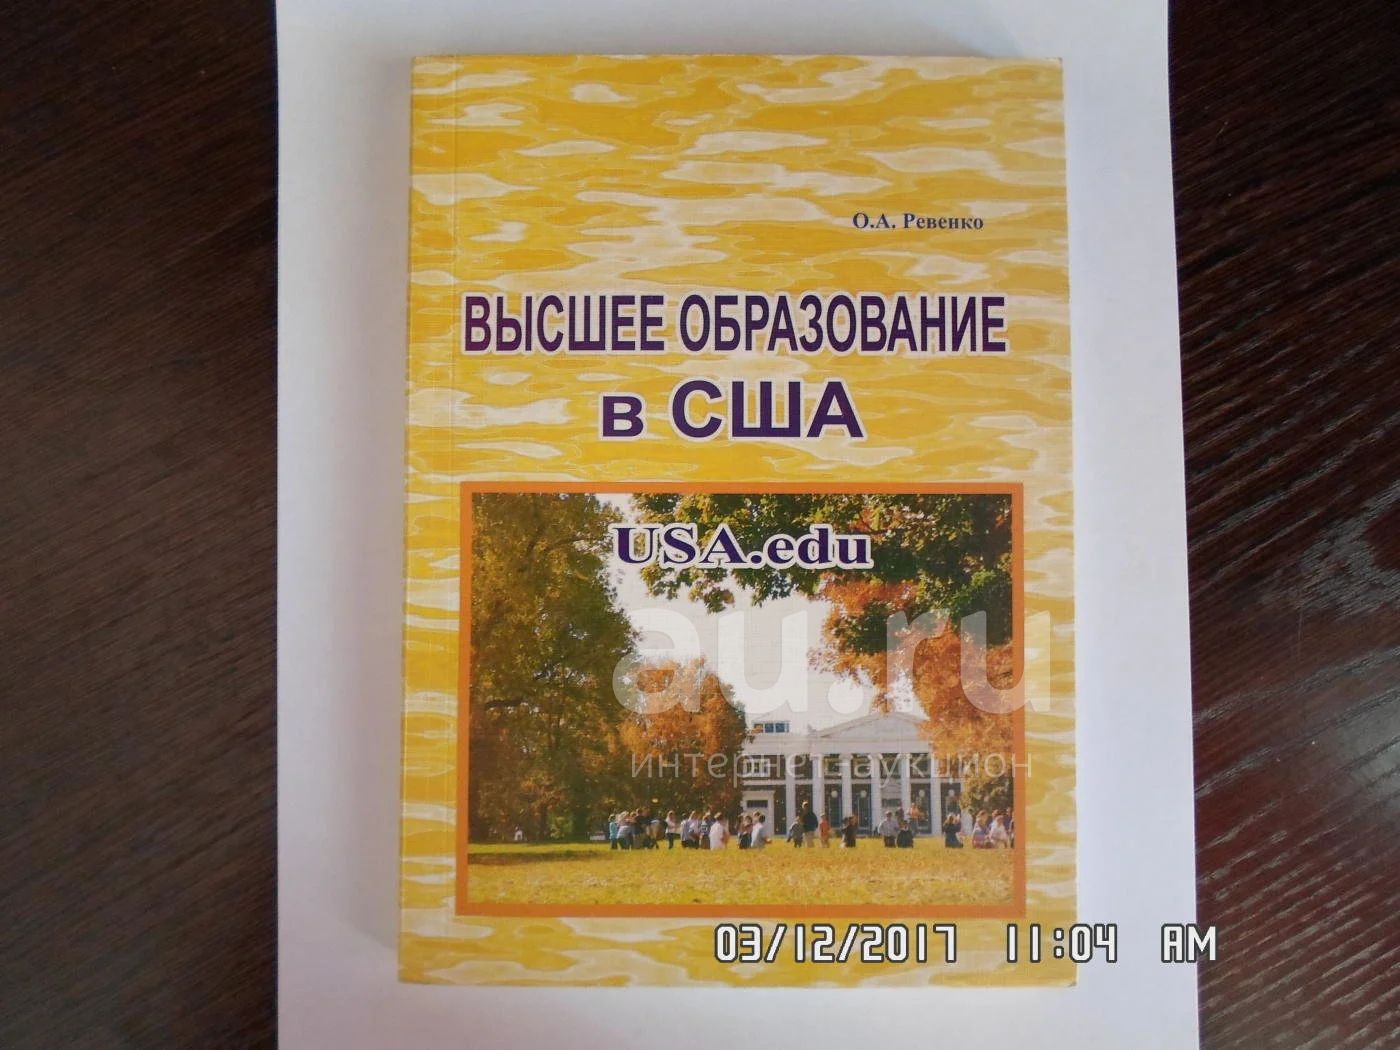 О.А. Ревенко
ВЫСШЕЕ ОБРАЗОВАНИЕ
в США
USA.edu
au.ru
интернет-аукцион
03/12/2017 11:04 AM